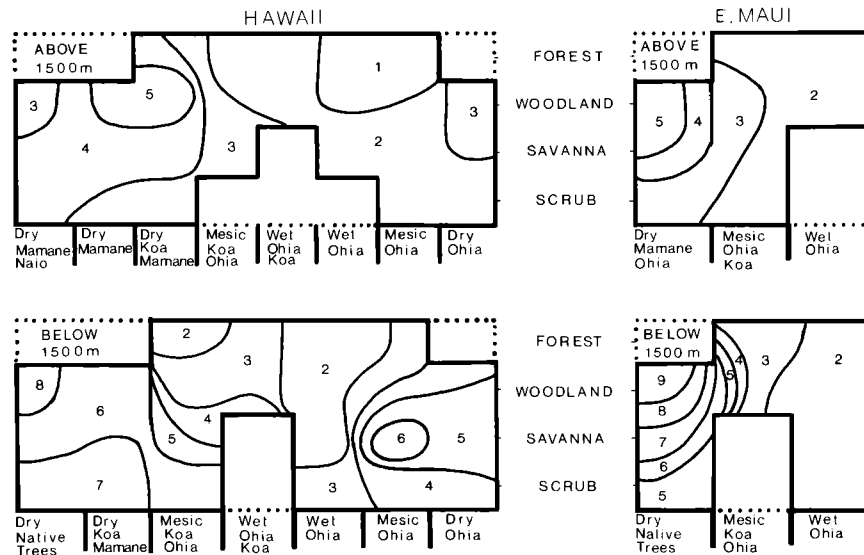 HAWAII
E. MAUI
ABOVE
1500m
1
3
5
4
3
2
3
FOREST
WOODLAND
SAVANNA
SCRUB
ABOVE
1500m
5
4
3
2
Dry
Mamane
Naio
Dry
Mamane
Dry
Koa
Mamane
Mesic
Koa
Ohia
Wet
Ohia
Koa
Wet
Ohia
Mesic
Ohia
Dry
Ohia
Dry
Mamane
Ohia
Mesic
Ohia
Koa
Wet
Ohia
BELOW
1500m
2
3
2
8
6
4
5
6
5
7
3
4
FOREST
WOODLAND
SAVANNA
SCRUB
BELOW
1500m
4
3
2
5
9
8
7
6
5
Dry
Native
Trees
Dry
Koa
Mamane
Mesic
Koa
Ohia
Wet
Ohia
Koa
Wet
Ohia
Mesic
Ohia
Dry
Ohia
Dry
Native
Trees
Mesic
Koa
Ohia
Wet
Ohia